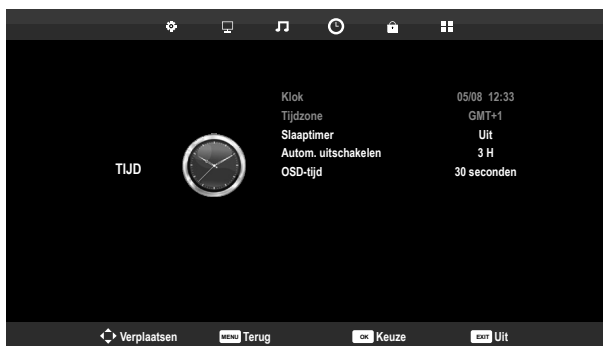 Klok 05/08 12:33
Tijdzone GMT+1
Slaaptimer Uit
Autom. uitschakelen 3 H
TIJD
OSD-tijd 30 seconden
Verplaatsen MENU Terug OK Keuze EXIT Uit